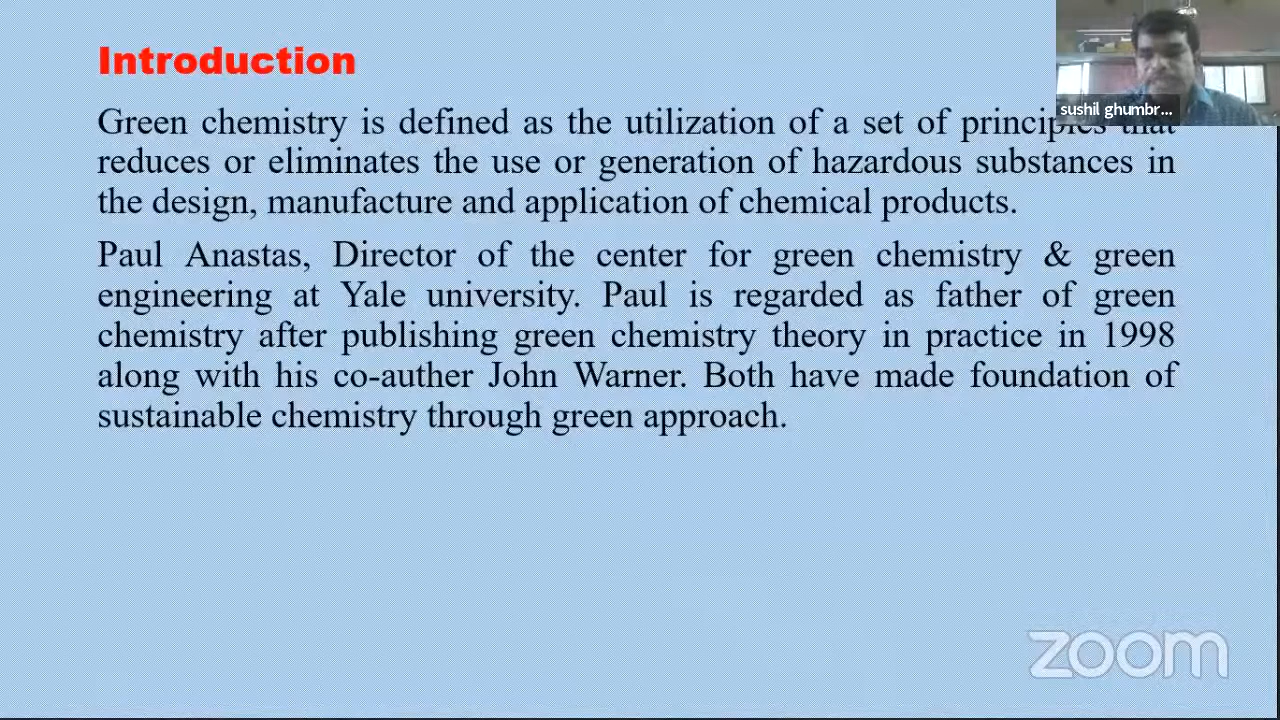 Introduction
sushil ghumbr...
Green chemistry is defined as the utilization of a set of principles that
reduces or eliminates the use or generation of hazardous substances in
the design, manufacture and application of chemical products.
Paul Anastas, Director of the center for green chemistry & green
engineering at Yale university. Paul is regarded as father of green
chemistry after publishing green chemistry theory in practice in 1998
along with his co-auther John Warner. Both have made foundation of
sustainable chemistry through green approach.
zoom